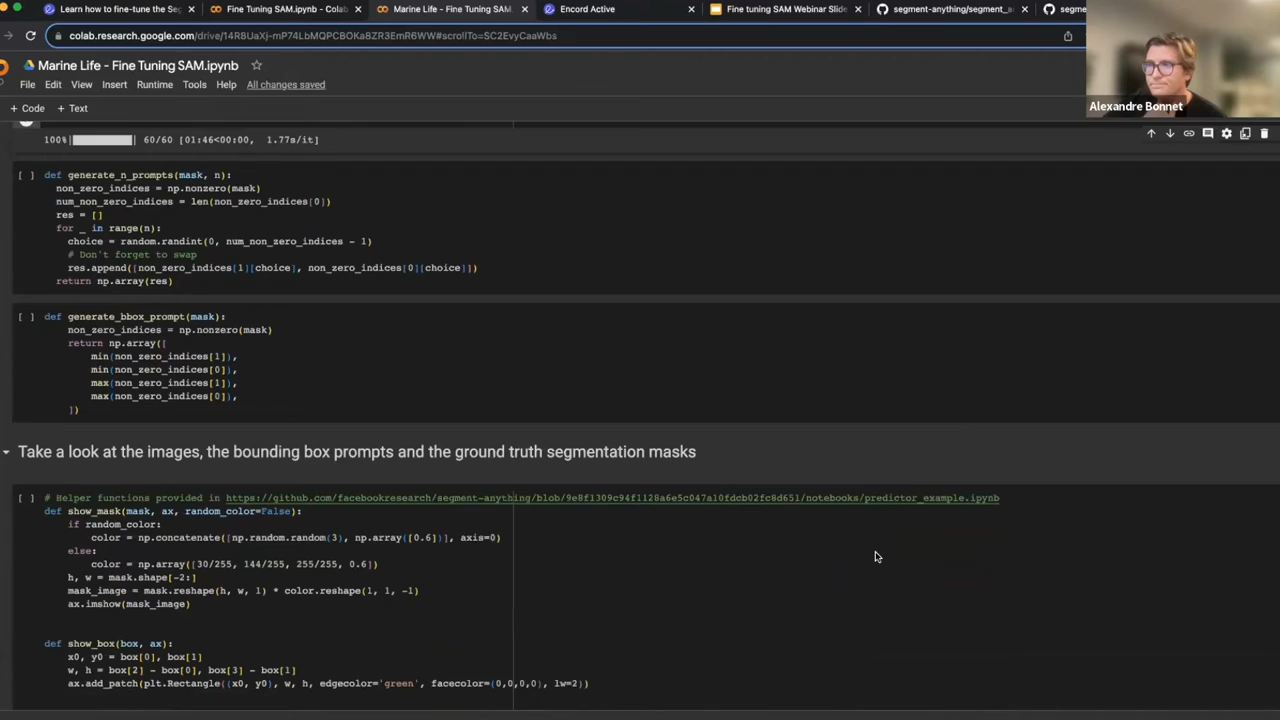 Learn how to fine-tune the Seg
Fine Tuning SAM.ipynb - Colab
Marine Life - Fine Tuning SAM.
Encord Active
Fine tuning SAM Webinar Slide
segment-anything/segment_a
segme
colab.research.google.com/drive/14R8UaXj-mP74LbMQPCBOKa8ZR3EmR6WW#scrollTo=SC2EvyCaaWbs
Marine Life - Fine Tuning SAM.ipynb
File Edit View Insert Runtime Tools Help All changes saved
Alexandre Bonnet
+ Code + Text
100%| | 60/60 [01:46<00:00, 1.77s/it]
[ ] def generate_n_prompts(mask, n):
non_zero_indices = np.nonzero(mask)
num_non_zero_indices = len(non_zero_indices[0])
res = []
for _ in range(n):
choice = random.randint(0, num_non_zero_indices - 1)
# Don't forget to swap
res.append([non_zero_indices[1][choice], non_zero_indices[0][choice]])
return np.array(res)
[ ] def generate_bbox_prompt(mask):
non_zero_indices = np.nonzero(mask)
return np.array([
min(non_zero_indices[1]),
min(non_zero_indices[0]),
max(non_zero_indices[1]),
max(non_zero_indices[0]),
])
Take a look at the images, the bounding box prompts and the ground truth segmentation masks
[ ] # Helper functions provided in https://github.com/facebookresearch/segment-anything/blob/9e8f1309c94f1128a6e5c047a10fdcb02fc8d651/notebooks/predictor_example.ipynb
def show_mask(mask, ax, random_color=False):
if random_color:
color = np.concatenate([np.random.random(3), np.array([0.6])], axis=0)
else:
color = np.array([30/255, 144/255, 255/255, 0.6])
h, w = mask.shape[-2:]
mask_image = mask.reshape(h, w, 1) * color.reshape(1, 1, -1)
ax.imshow(mask_image)
def show_box(box, ax):
x0, y0 = box[0], box[1]
w, h = box[2] - box[0], box[3] - box[1]
ax.add_patch(plt.Rectangle((x0, y0), w, h, edgecolor='green', facecolor=(0,0,0,0), lw=2))